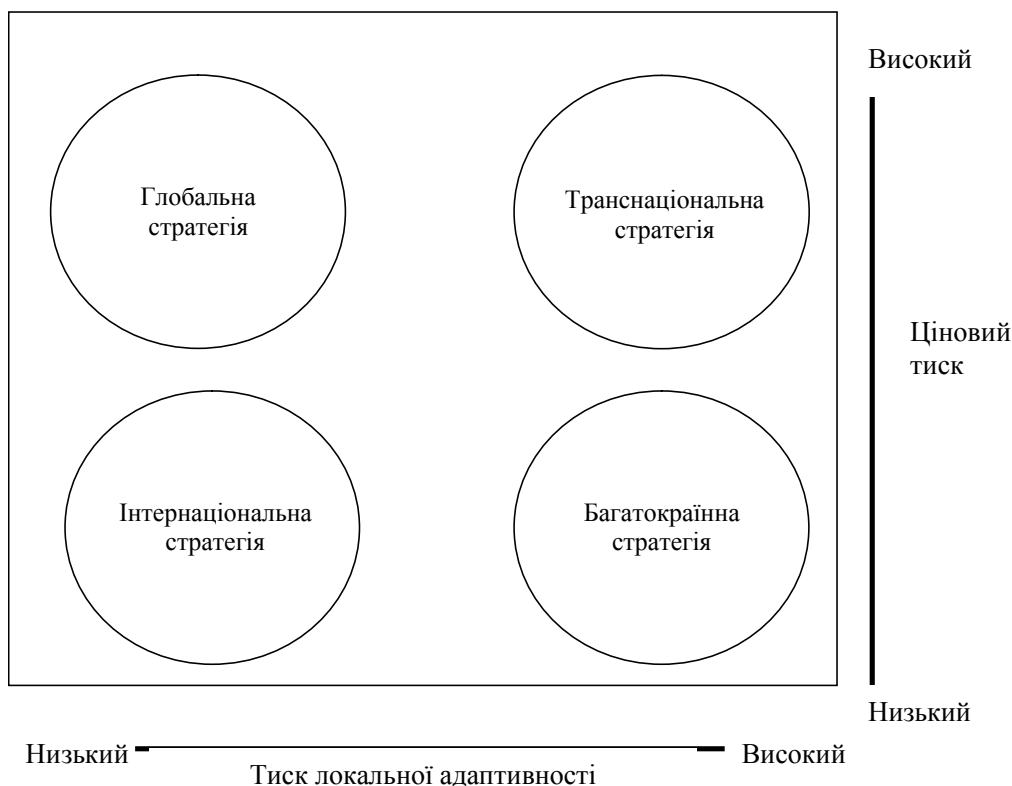 Високий
Глобальна
стратегія
Транснаціональна
стратегія
Ціновий
тиск
Інтернаціональна
стратегія
Багатокраїнна
стратегія
Низький
Низький
Високий
Тиск локальної адаптивності